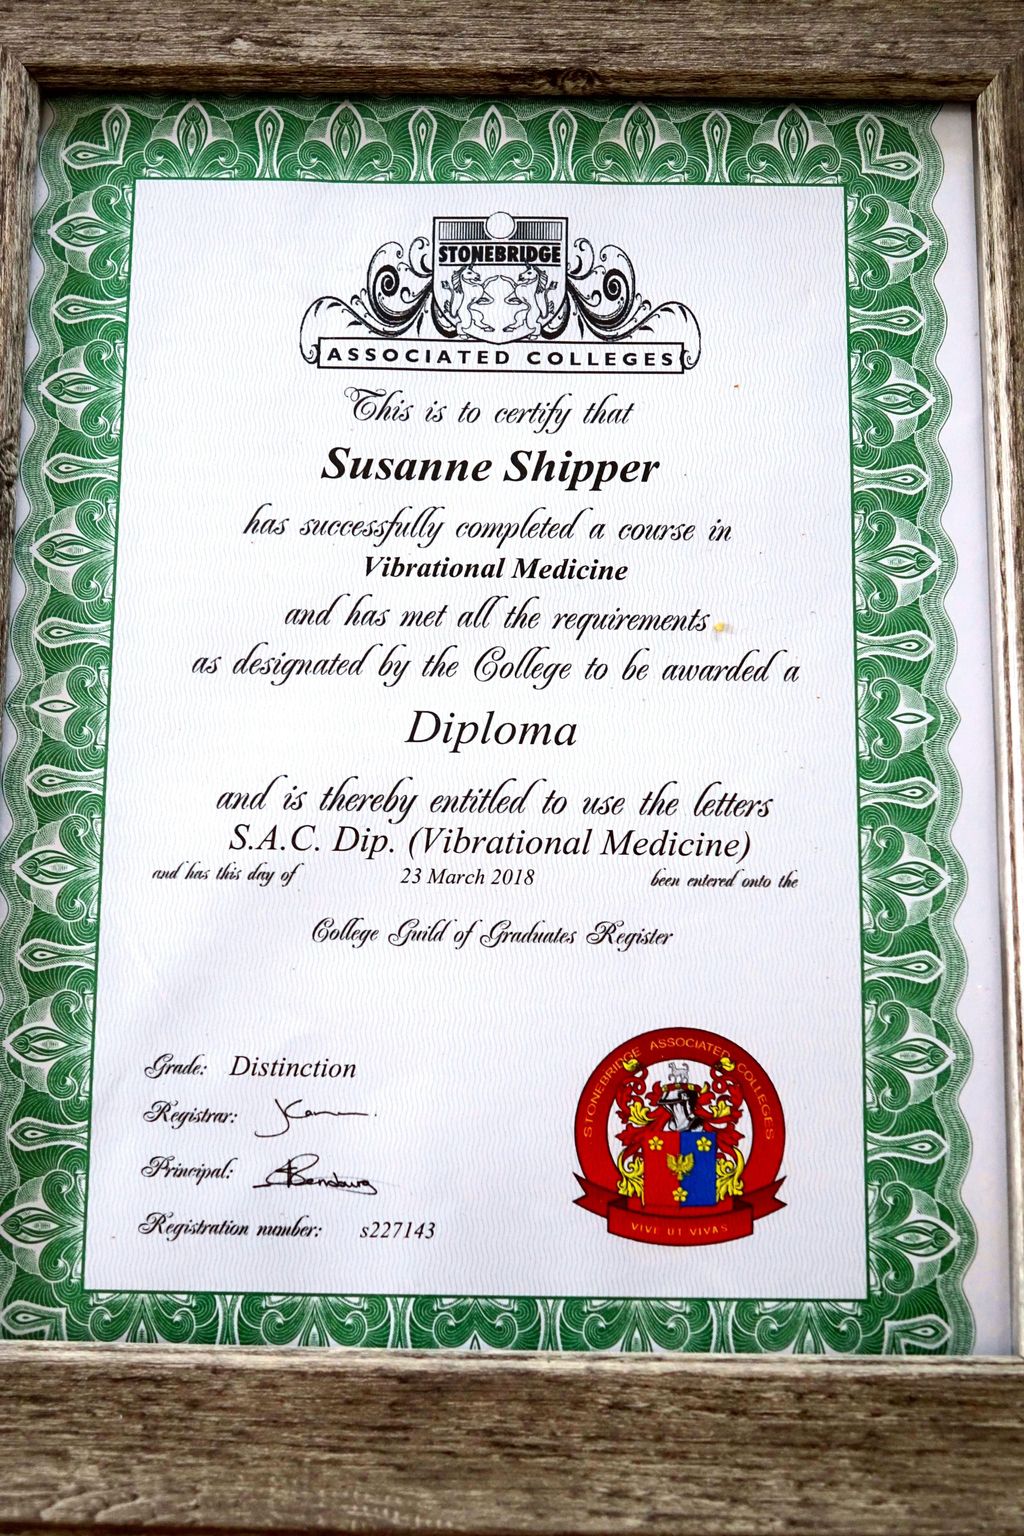 STONEBRIDGE
ASSOCIATED COLLEGES
This is to certify that
Susanne Shipper
has successfully completed a course in
Vibrational Medicine
and has met all the requirements
as designated by the College to be awarded a
Diploma
and is thereby entitled to use the letters
S.A.C. Dip. (Vibrational Medicine)
and has this day of 23 March 2018 been entered onto the
College Guild of Graduates Register
Grade: Distinction
Registrar:
Principal:
Registration number: s227143
STONEBRIDGE ASSOCIATED COLLEGES
VIVE UT VIVAS